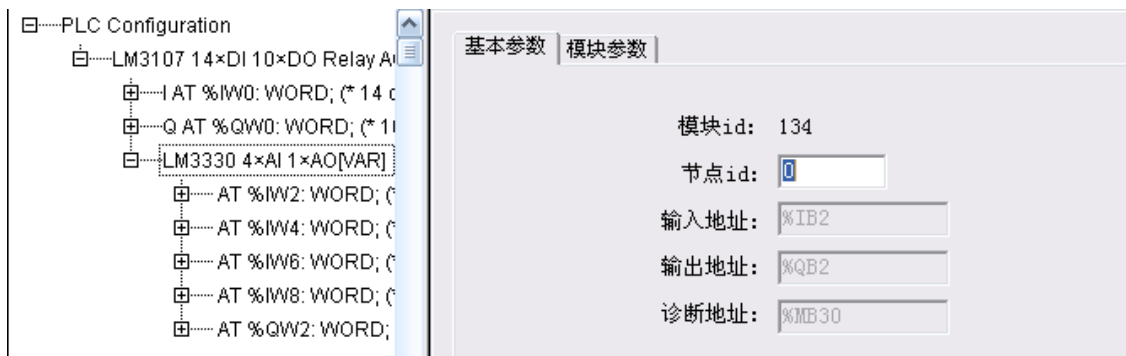 PLC Configuration
LM3107 14×DI 10×DO Relay A
I AT %IW0: WORD; (* 14
Q AT %QW0: WORD; (* 1
LM3330 4×AI 1×AO[VAR]
AT %IW2: WORD; (*
AT %IW4: WORD; (*
AT %IW6: WORD; (*
AT %IW8: WORD; (*
AT %QW2: WORD;
基本参数 模块参数
模块id: 134
节点id: 0
输入地址: %IB2
输出地址: %QB2
诊断地址: %MB30